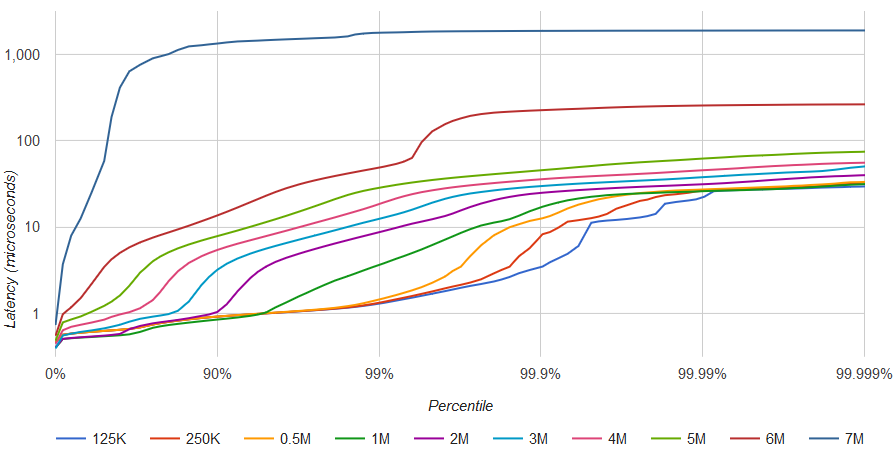 1,000
100
10
1
Latency (microseconds)
0%
90%
99%
99.9%
99.99%
99.999%
Percentile
125K
250K
0.5M
1M
2M
3M
4M
5M
6M
7M